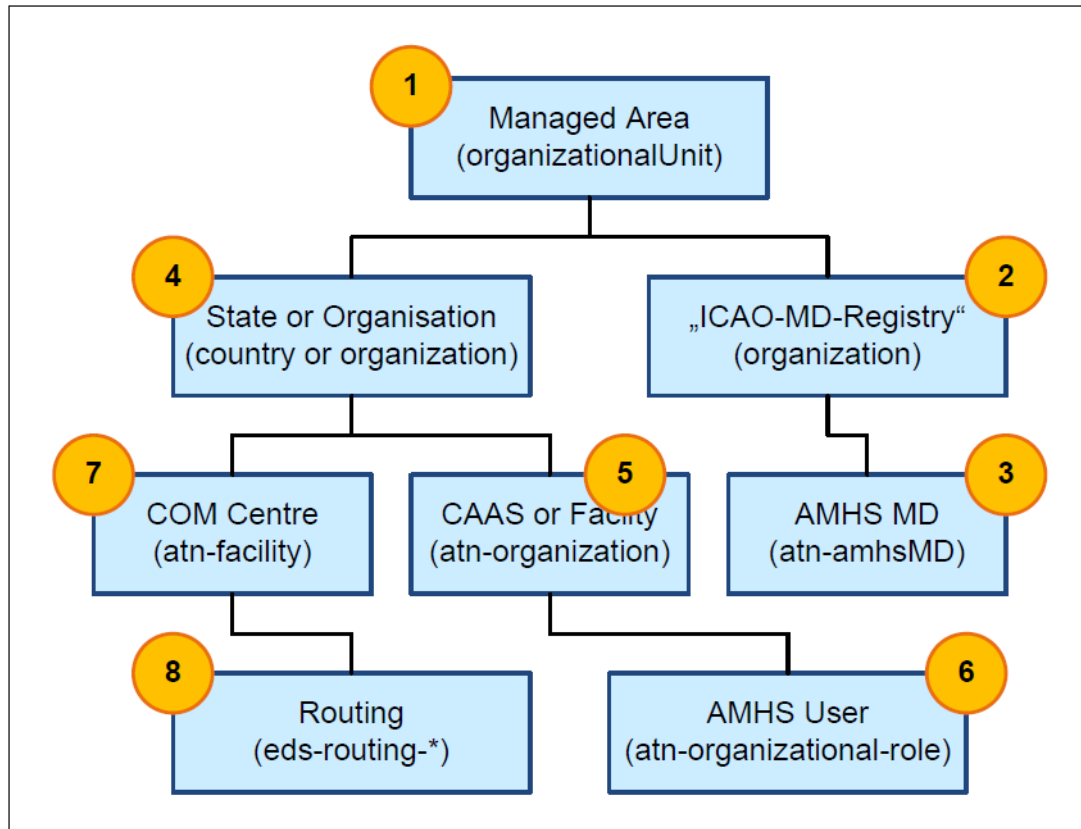 1
Managed Area
(organizationalUnit)
4
State or Organisation
(country or organization)
2
„ICAO-MD-Registry“
(organization)
7
COM Centre
(atn-facility)
5
CAAS or Facilty
(atn-organization)
3
AMHS MD
(atn-amhsMD)
8
Routing
(eds-routing-*)
6
AMHS User
(atn-organizational-role)